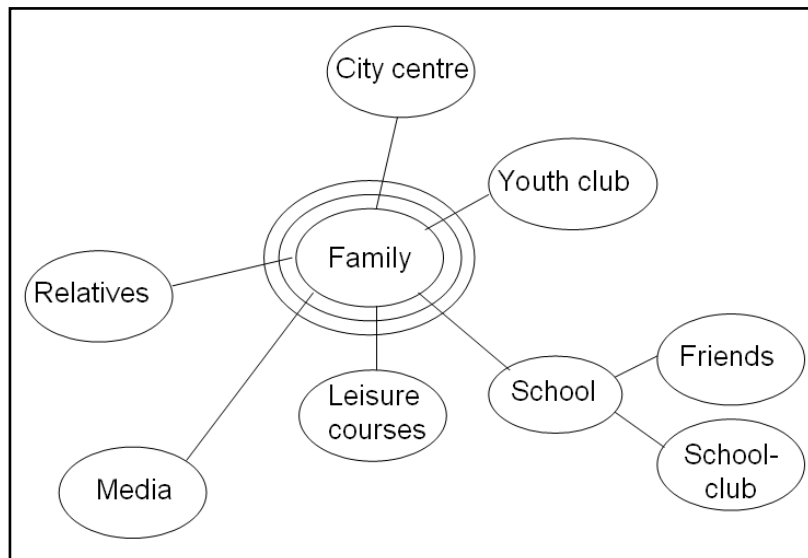 City centre
Youth club
Family
Relatives
Friends
School
Leisure
courses
School-
club
Media